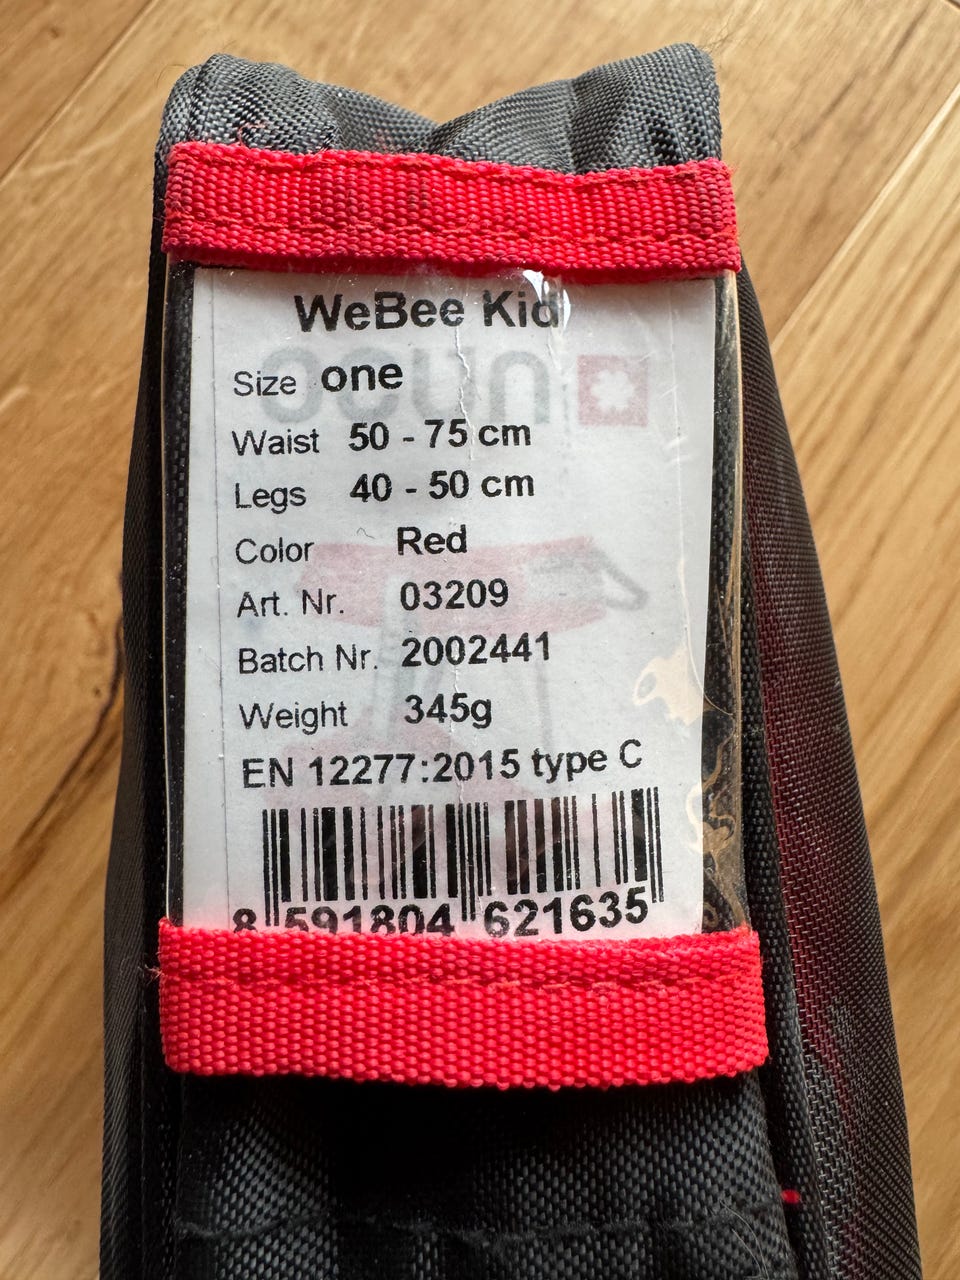 WeBee Kid
Size one
Waist 50 - 75 cm
Legs 40 - 50 cm
Color Red
Art. Nr. 03209
Batch Nr. 2002441
Weight 345g
EN 12277:2015 type C
8 591804 621635